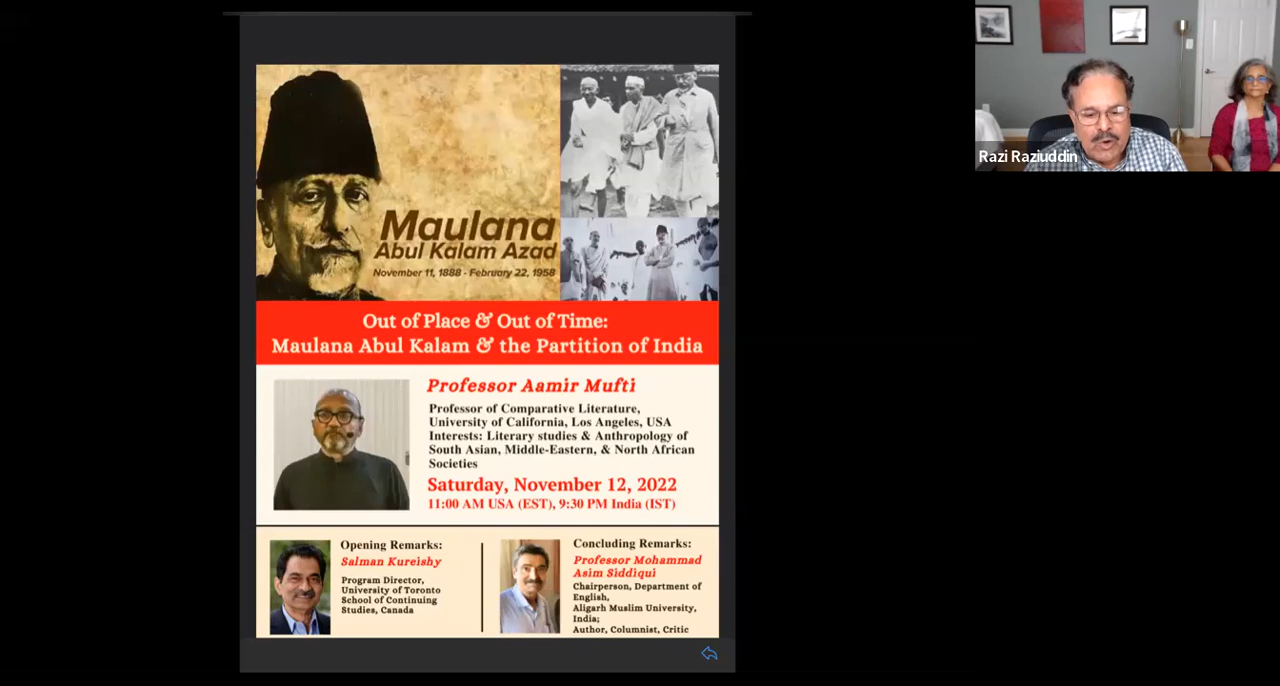 Maulana
Abul Kalam Azad
November 11, 1888 - February 22, 1958
Out of Place & Out of Time:
Maulana Abul Kalam & the Partition of India
Professor Aamir Mufti
Professor of Comparative Literature,
University of California, Los Angeles, USA
Interests: Literary studies & Anthropology of
South Asian, Middle-Eastern, & North African
Societies
Saturday, November 12, 2022
11:00 AM USA (EST), 9:30 PM India (IST)
Opening Remarks:
Salman Kureishy
Program Director,
University of Toronto
School of Continuing
Studies, Canada
Concluding Remarks:
Professor Mohammad
Asim Siddiqui
Chairperson, Department of
English,
Aligarh Muslim University,
India;
Author, Columnist, Critic
Razi Raziuddin